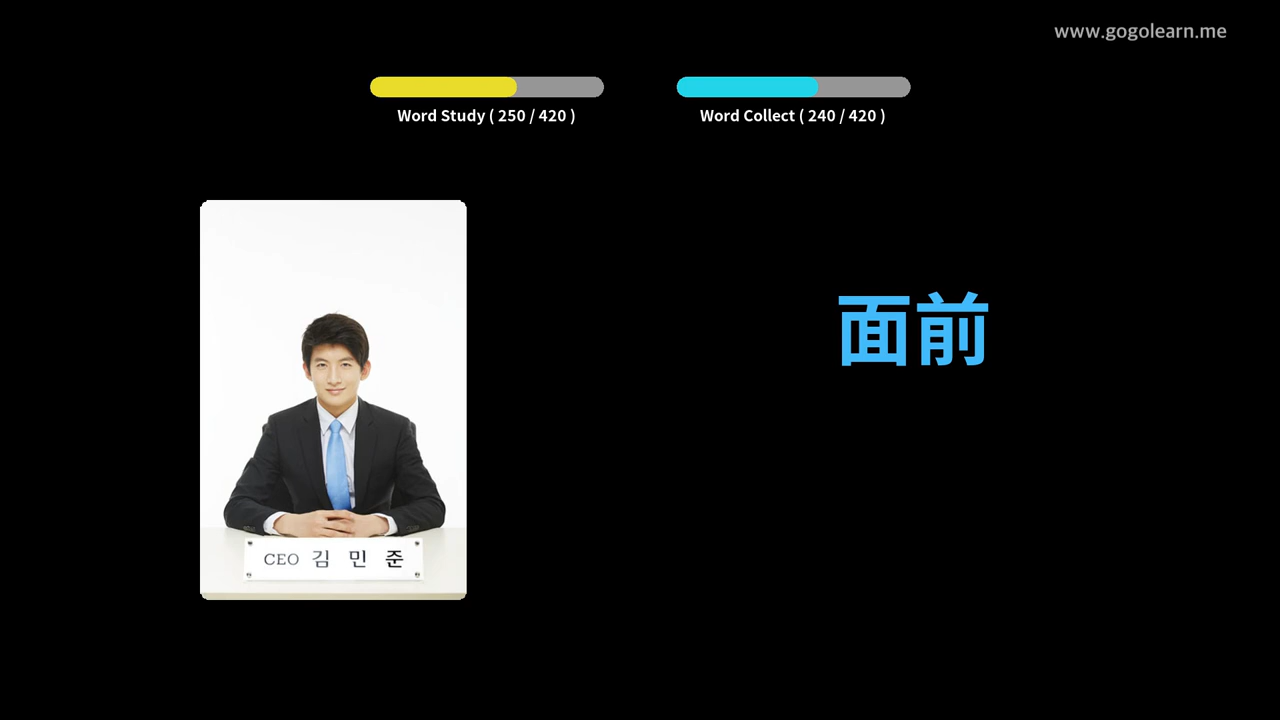 www.gogolearn.me
Word Study ( 250 / 420 )
Word Collect ( 240 / 420 )
面前
CEO 김 민 준